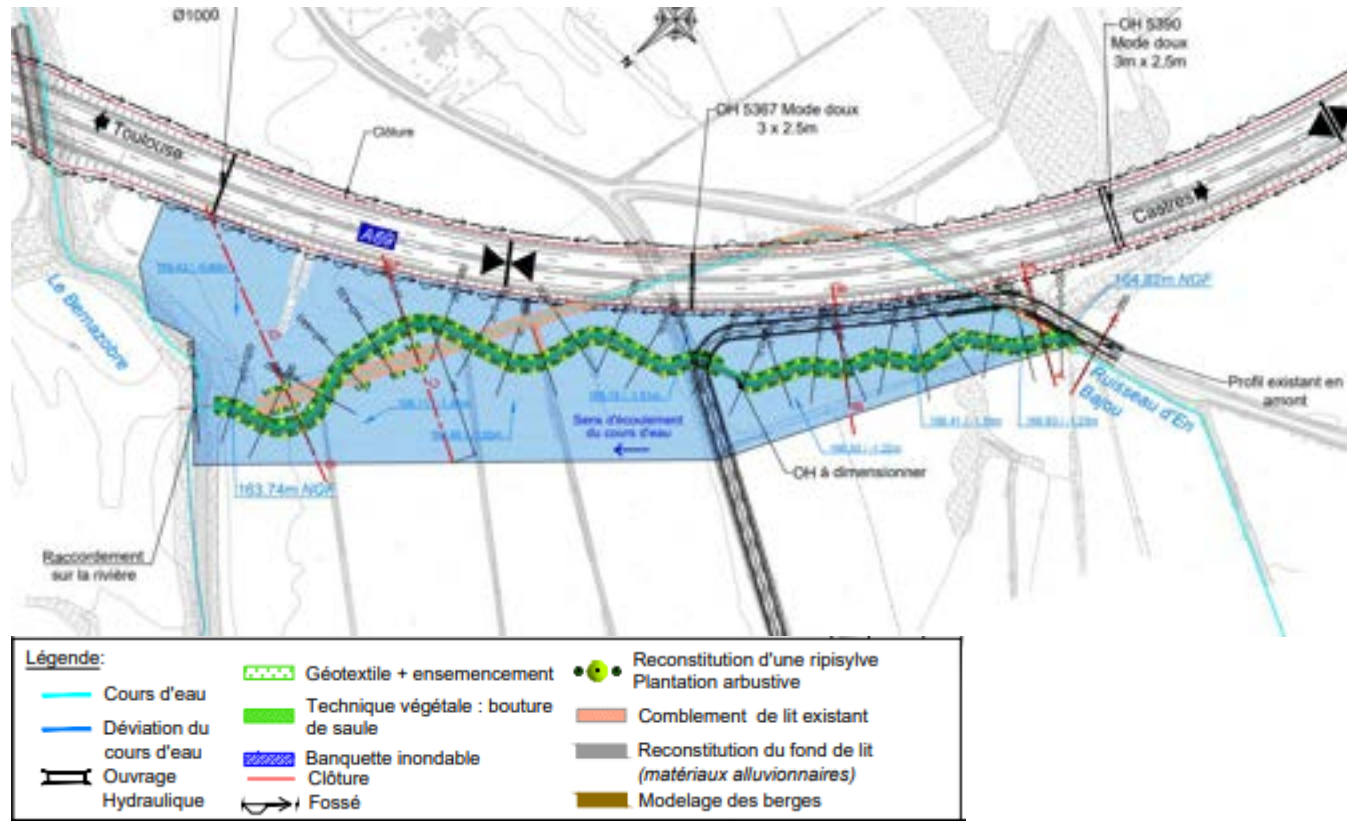 Ø1000
OH 5390
Mode doux
3m x 2.5m
N
OH 5367 Mode doux
3 x 2.5m
Toulouse
Clôture
Castres
A69
164.82m NGF
Le Bernazobre
Profil existant en
amont
Ruisseau d'En
Bajou
Sens d'écoulement
du cours d'eau
OH à dimensionner
163.74m NGF
Raccordement
sur la rivière
Légende:
Cours d'eau
Déviation du
cours d'eau
Ouvrage
Hydraulique
Géotextile + ensemencement
Technique végétale : bouture
de saule
Banquette inondable
Clôture
Fossé
Reconstitution d'une ripisylve
Plantation arbustive
Comblement de lit existant
Reconstitution du fond de lit
(matériaux alluvionnaires)
Modelage des berges